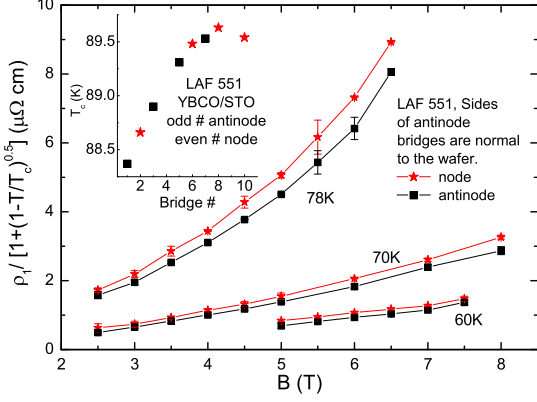 10
8
6
4
2
0
ρ1/ [1+(1-T/Tc)^0.5] (μΩ cm)
2 3 4 5 6 7 8
B (T)
89.5
89.0
88.5
Tc (K)
2 4 6 8 10
Bridge #
LAF 551
YBCO/STO
odd # antinode
even # node
LAF 551, Sides
of antinode
bridges are normal
to the wafer.
node
antinode
78K
70K
60K